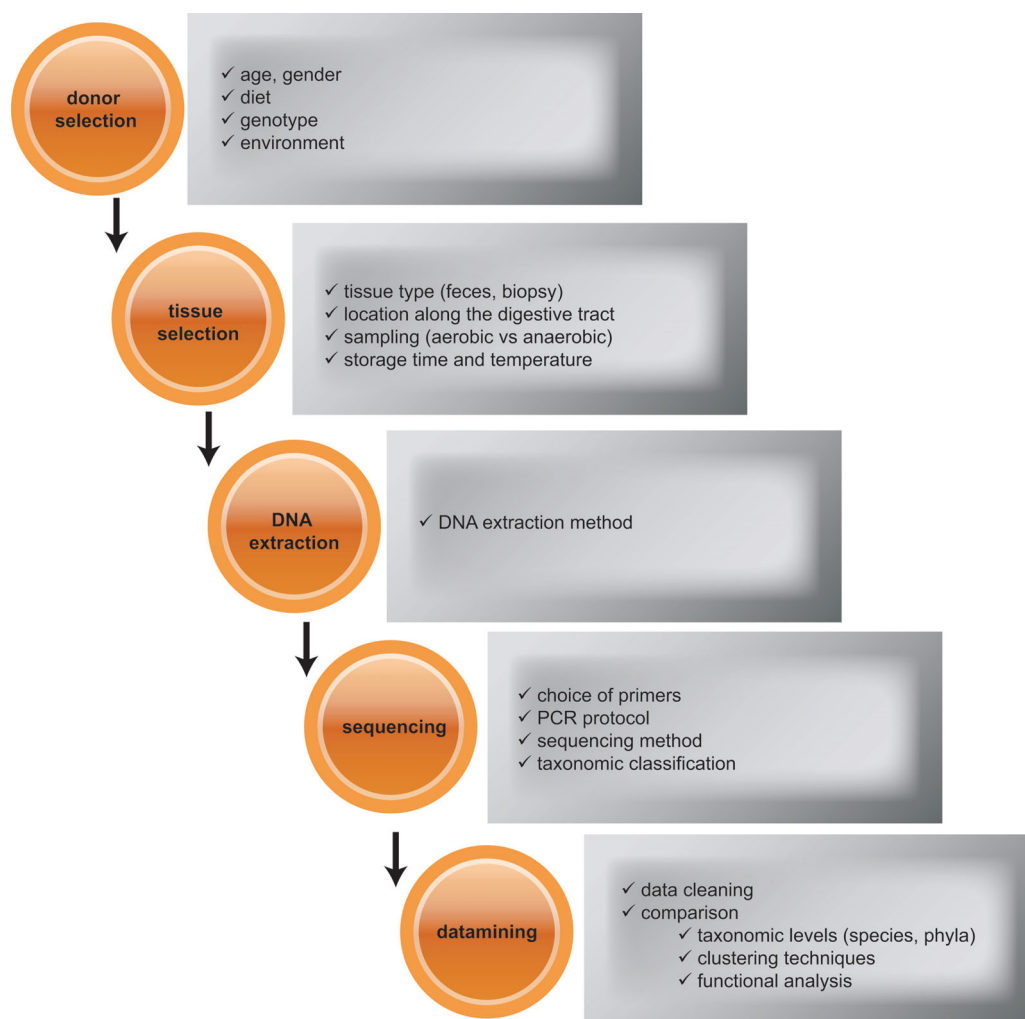 donor
selection
✓ age, gender
✓ diet
✓ genotype
✓ environment
tissue
selection
✓ tissue type (feces, biopsy)
✓ location along the digestive tract
✓ sampling (aerobic vs anaerobic)
✓ storage time and temperature
DNA
extraction
✓ DNA extraction method
sequencing
✓ choice of primers
✓ PCR protocol
✓ sequencing method
✓ taxonomic classification
datamining
✓ data cleaning
✓ comparison
✓ taxonomic levels (species, phyla)
✓ clustering techniques
✓ functional analysis